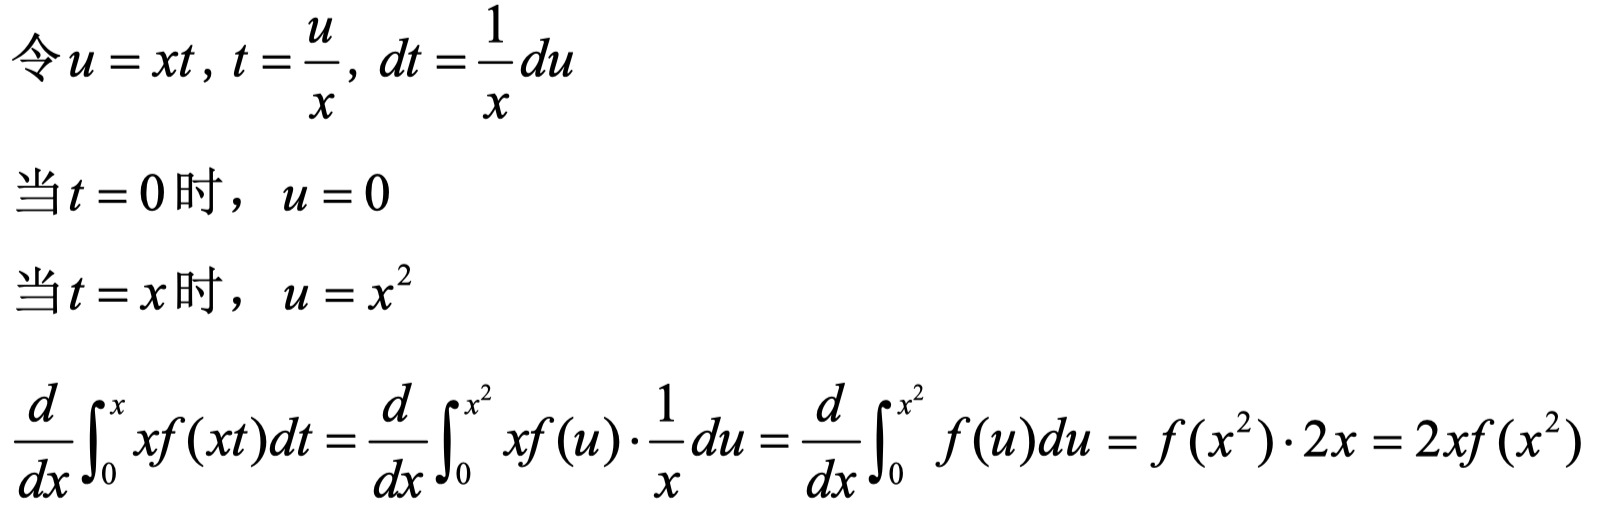 令 u = xt, t = u/x, dt = 1/x du
当 t = 0 时， u = 0
当 t = x 时， u = x²
d/dx ∫₀ˣ xf(xt)dt = d/dx ∫₀^(x²) xf(u)·1/x du = d/dx ∫₀^(x²) f(u)du = f(x²)·2x = 2xf(x²)